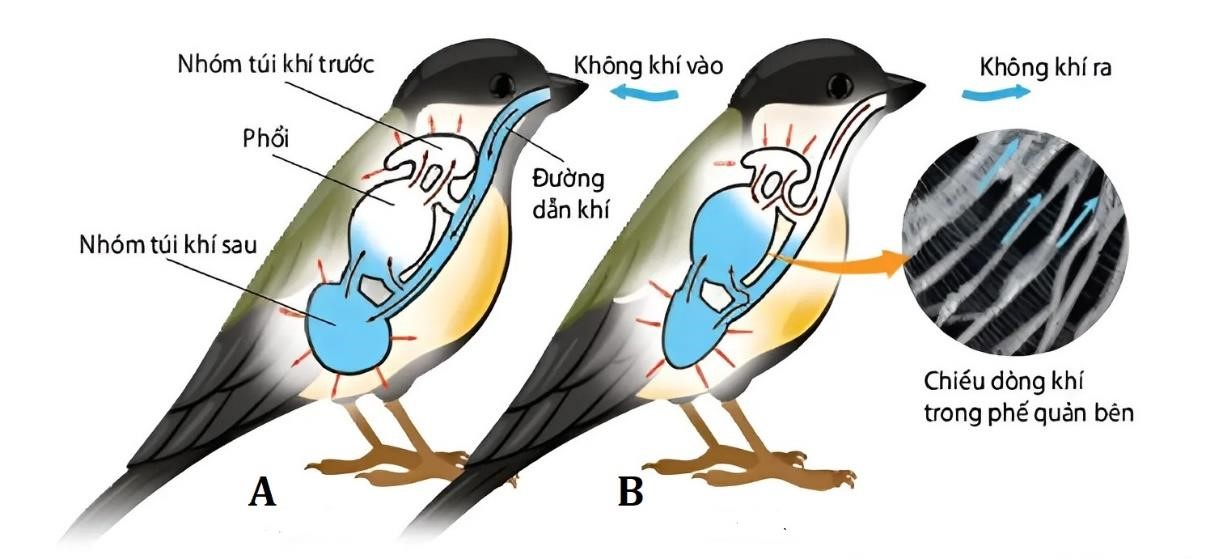 Nhóm túi khí trước
Không khí vào
Không khí ra
Phổi
Đường
dẫn khí
Nhóm túi khí sau
Chiếu dòng khí
trong phế quản bên
A
B